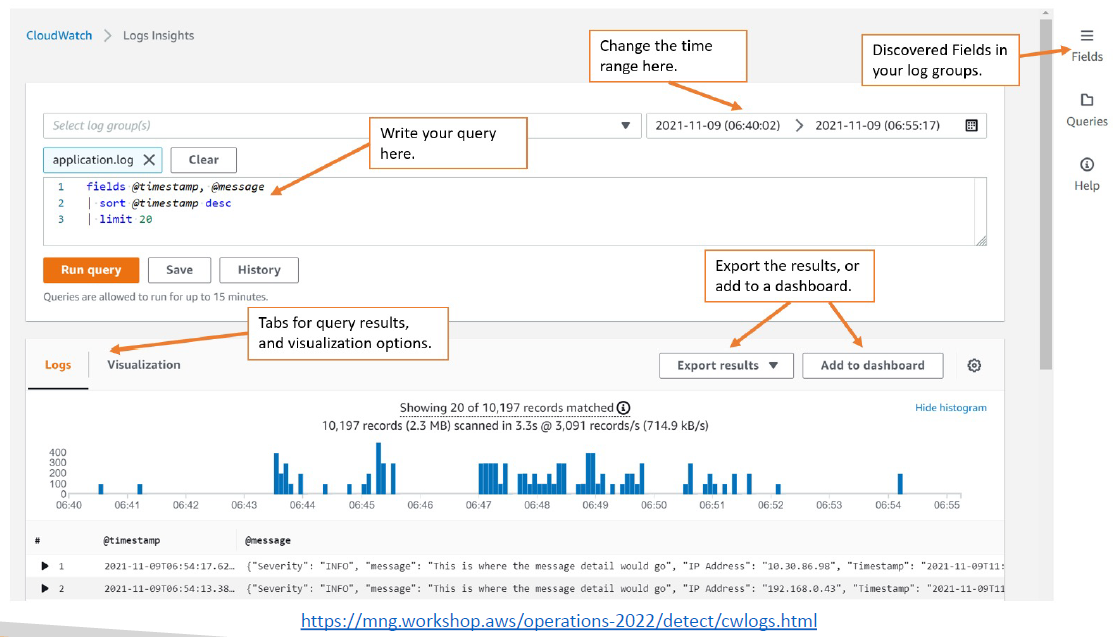 CloudWatch > Logs Insights
Change the time
range here.
Discovered Fields in
your log groups.
Fields
Queries
Help
Select log group(s)
2021-11-09 (06:40:02) > 2021-11-09 (06:55:17)
Write your query
here.
application.log X Clear
1 fields @timestamp, @message
2 | sort @timestamp desc
3 | limit 20
Run query Save History
Queries are allowed to run for up to 15 minutes.
Export the results, or
add to a dashboard.
Tabs for query results,
and visualization options.
Logs Visualization Export results Add to dashboard
Showing 20 of 10,197 records matched
10,197 records (2.3 MB) scanned in 3.3s @ 3,091 records/s (714.9 kB/s)
Hide histogram
400
300
200
100
0
06:40 06:41 06:42 06:43 06:44 06:45 06:46 06:47 06:48 06:49 06:50 06:51 06:52 06:53 06:54 06:55
# @timestamp @message
1 2021-11-09T06:54:17.62… {"Severity": "INFO", "message": "This is where the message detail would go", "IP Address": "10.30.86.98", "Timestamp": "2021-11-09T11:
2 2021-11-09T06:54:13.38… {"Severity": "INFO", "message": "This is where the message detail would go", "IP Address": "192.168.0.43", "Timestamp": "2021-11-09T11
https://mng.workshop.aws/operations-2022/detect/cwlogs.html